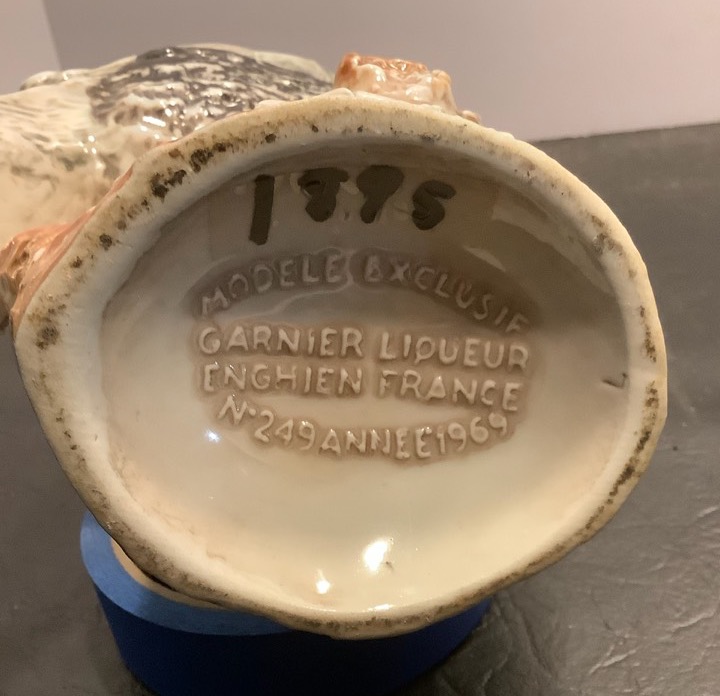 1895
MODELE EXCLUSIF
GARNIER LIQUEUR
ENGHIEN FRANCE
N°249 ANNEE 1969